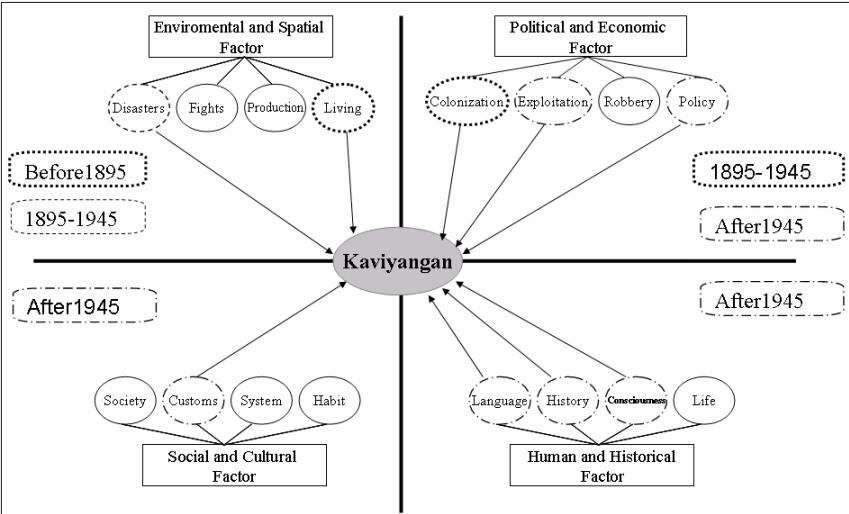 Enviromental and Spatial
Factor
Disasters
Fights
Production
Living
Before1895
1895-1945
Political and Economic
Factor
Colonization
Exploitation
Robbery
Policy
1895-1945
After1945
Kaviyangan
After1945
Society
Customs
System
Habit
Social and Cultural
Factor
After1945
Language
History
Consciousness
Life
Human and Historical
Factor